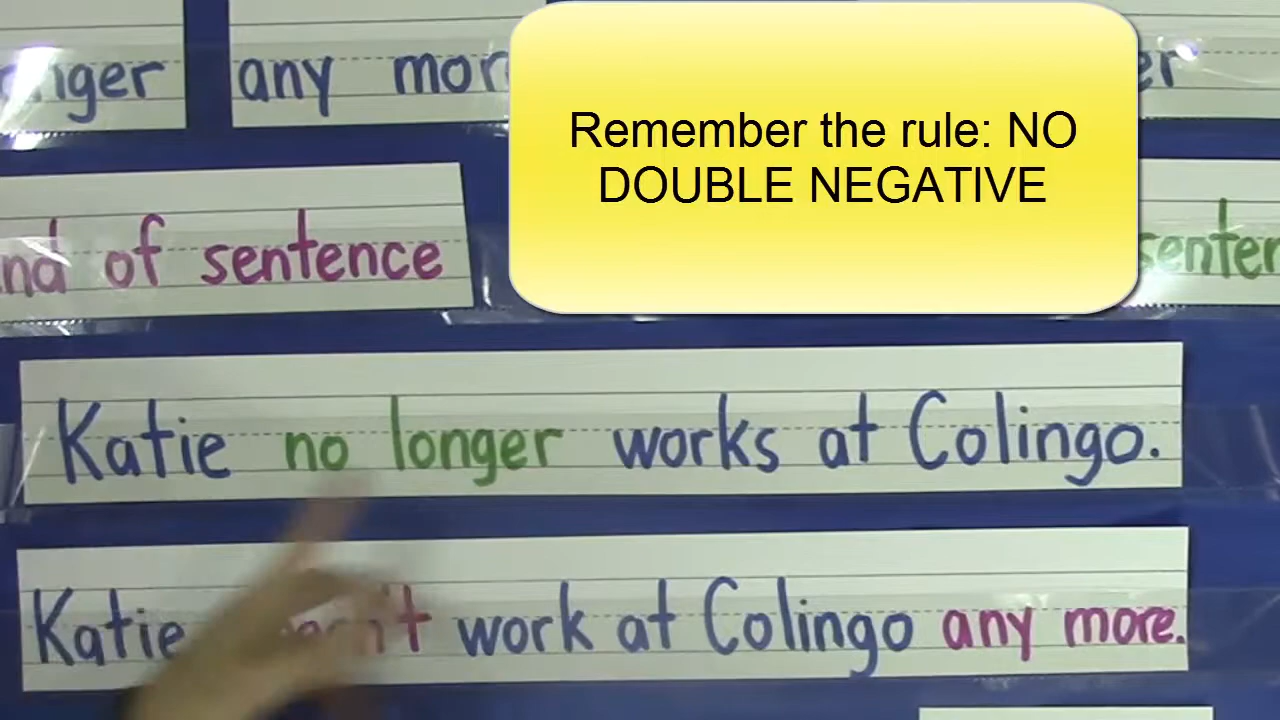 any
Remember the rule: NO
DOUBLE NEGATIVE
of sentence
Katie no longer works at Colingo.
Katie work at Colingo any more.